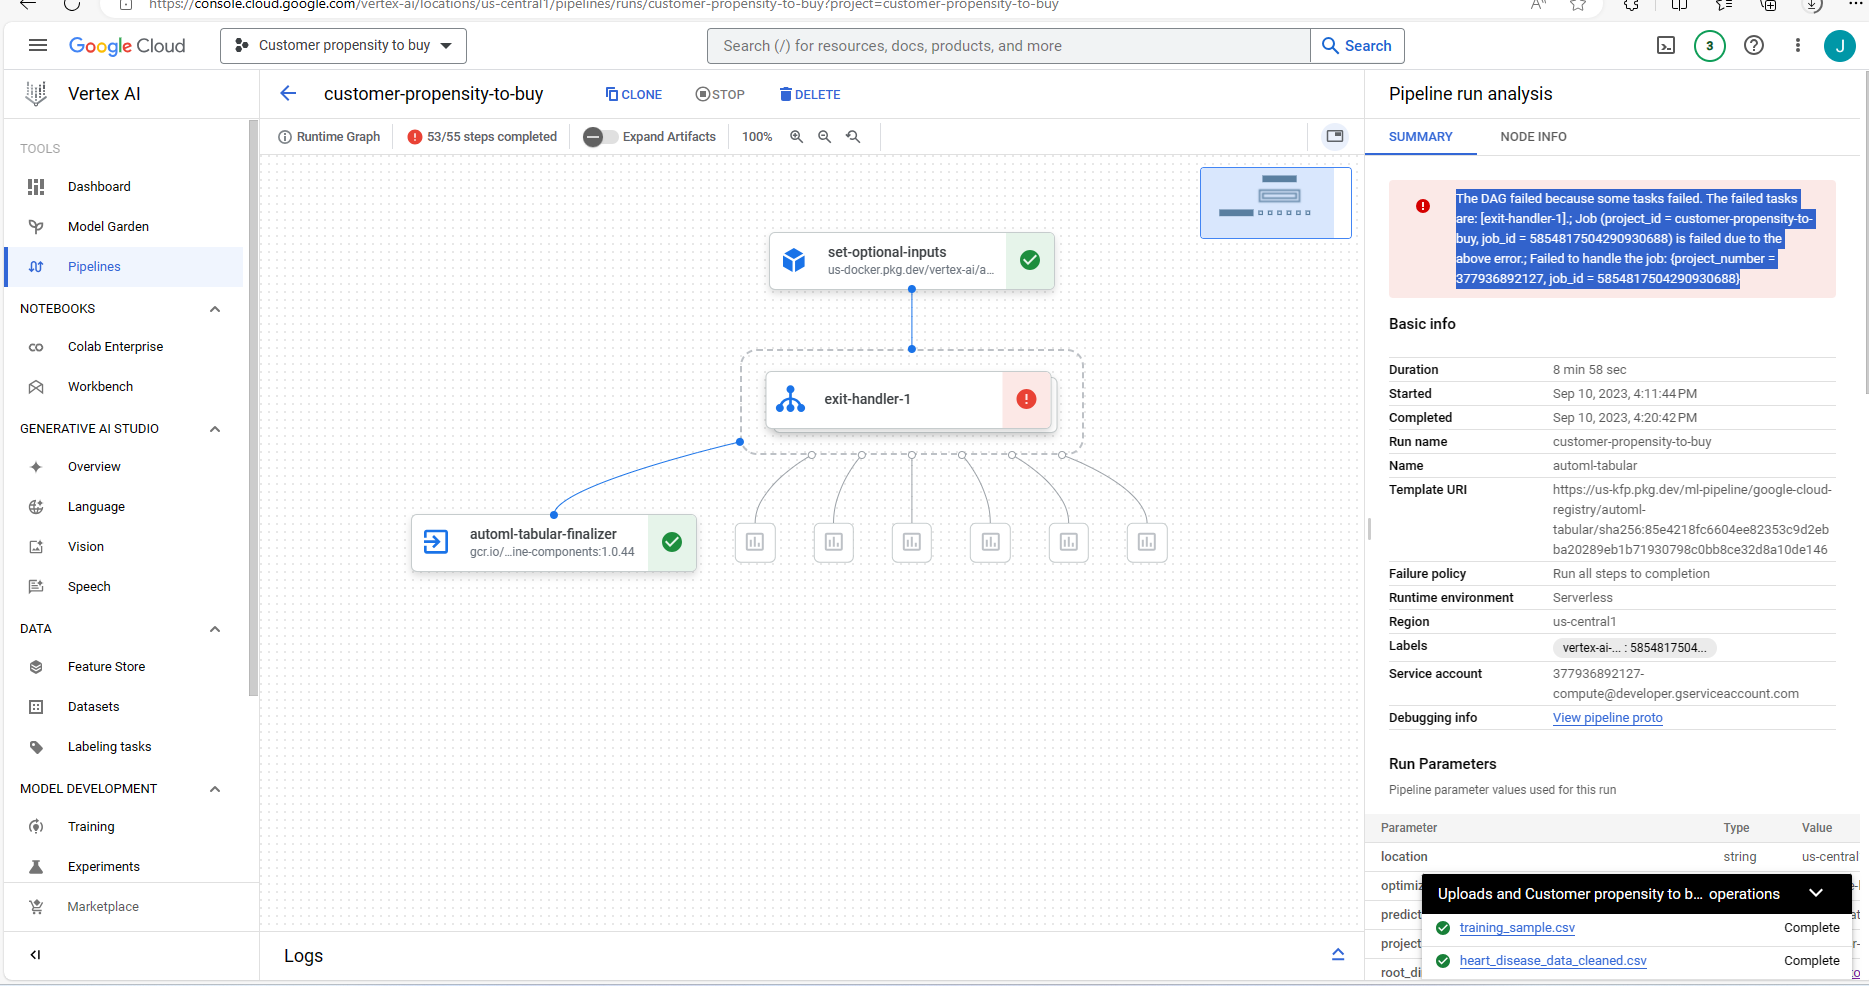 https://console.cloud.google.com/vertex-ai/locations/us-central1/pipelines/runs/customer-propensity-to-buy?project=customer-propensity-to-buy
Google Cloud
Customer propensity to buy
Search (/) for resources, docs, products, and more
Search
3
J
Vertex AI
customer-propensity-to-buy
CLONE
STOP
DELETE
Pipeline run analysis
Runtime Graph
53/55 steps completed
Expand Artifacts
100%
SUMMARY
NODE INFO
TOOLS
Dashboard
Model Garden
Pipelines
NOTEBOOKS
Colab Enterprise
Workbench
GENERATIVE AI STUDIO
Overview
Language
Vision
Speech
DATA
Feature Store
Datasets
Labeling tasks
MODEL DEVELOPMENT
Training
Experiments
Marketplace
set-optional-inputs
us-docker.pkg.dev/vertex-ai/a...
exit-handler-1
automl-tabular-finalizer
gcr.io/...ine-components:1.0.44
Logs
The DAG failed because some tasks failed. The failed tasks
are: [exit-handler-1].; Job (project_id = customer-propensity-to-
buy, job_id = 5854817504290930688) is failed due to the
above error.; Failed to handle the job: {project_number =
377936892127, job_id = 5854817504290930688}
Basic info
Duration 8 min 58 sec
Started Sep 10, 2023, 4:11:44 PM
Completed Sep 10, 2023, 4:20:42 PM
Run name customer-propensity-to-buy
Name automl-tabular
Template URI https://us-kfp.pkg.dev/ml-pipeline/google-cloud-
registry/automl-
tabular/sha256:85e4218fc6604ee82353c9d2eb
ba20289eb1b71930798c0bb8ce32d8a10de146
Failure policy Run all steps to completion
Runtime environment Serverless
Region us-central1
Labels vertex-ai-... : 5854817504...
Service account 377936892127-
compute@developer.gserviceaccount.com
Debugging info View pipeline proto
Run Parameters
Pipeline parameter values used for this run
Parameter Type Value
location string us-central
optimiz
predict
project
root_di
Uploads and Customer propensity to b... operations
training_sample.csv Complete
heart_disease_data_cleaned.csv Complete